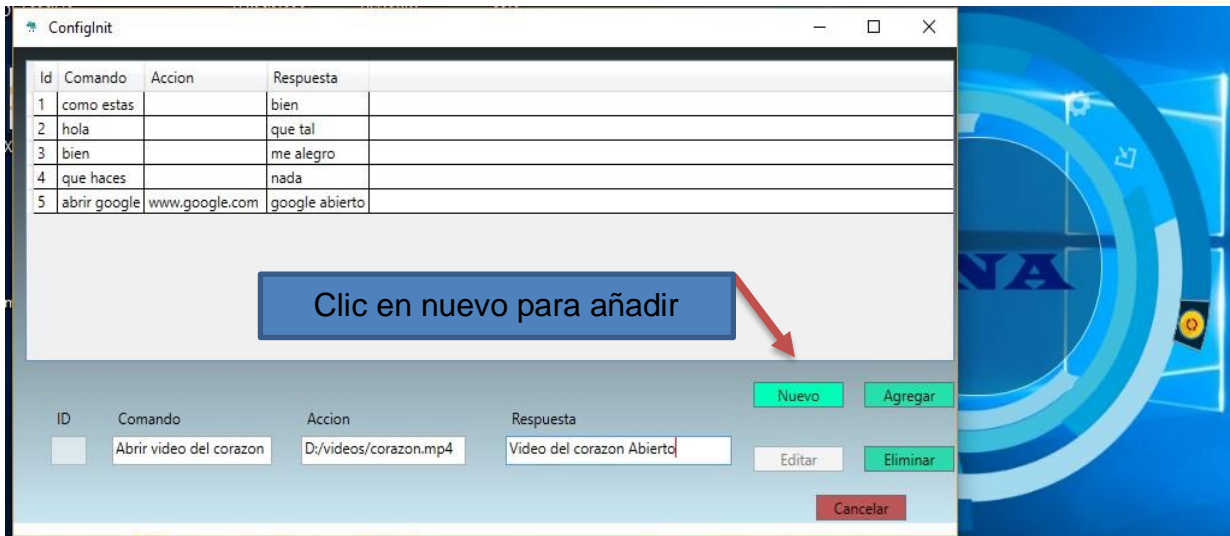 ConfigInit
Id Comando Accion Respuesta
1 como estas bien
2 hola que tal
3 bien me alegro
4 que haces nada
5 abrir google www.google.com google abierto
NA
Clic en nuevo para añadir
Nuevo Agregar
ID Comando Accion Respuesta
Abrir video del corazon D:/videos/corazon.mp4 Video del corazon Abierto
Editar Eliminar
Cancelar